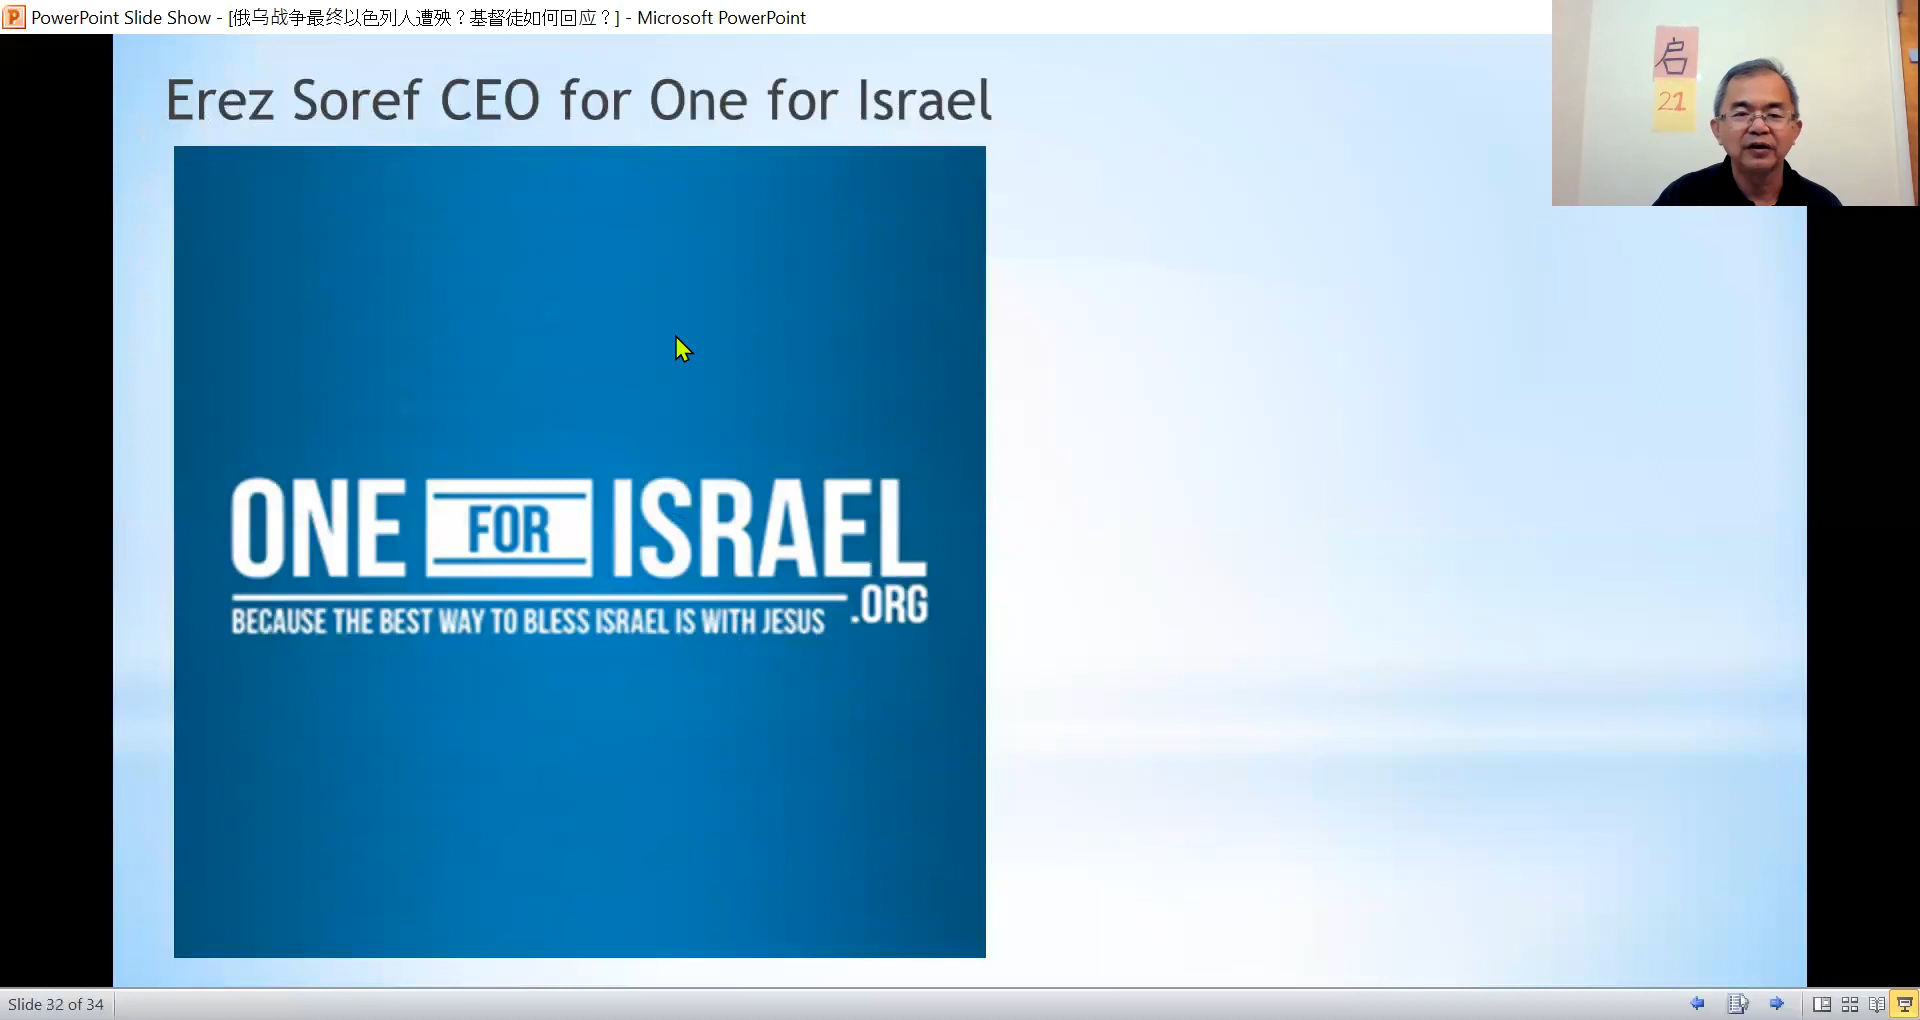 PowerPoint Slide Show - [俄乌战争最终以色列人遭殃？基督徒如何回应？] - Microsoft PowerPoint
启
21
Erez Soref CEO for One for Israel
ONE FOR ISRAEL
.ORG
BECAUSE THE BEST WAY TO BLESS ISRAEL IS WITH JESUS
Slide 32 of 34